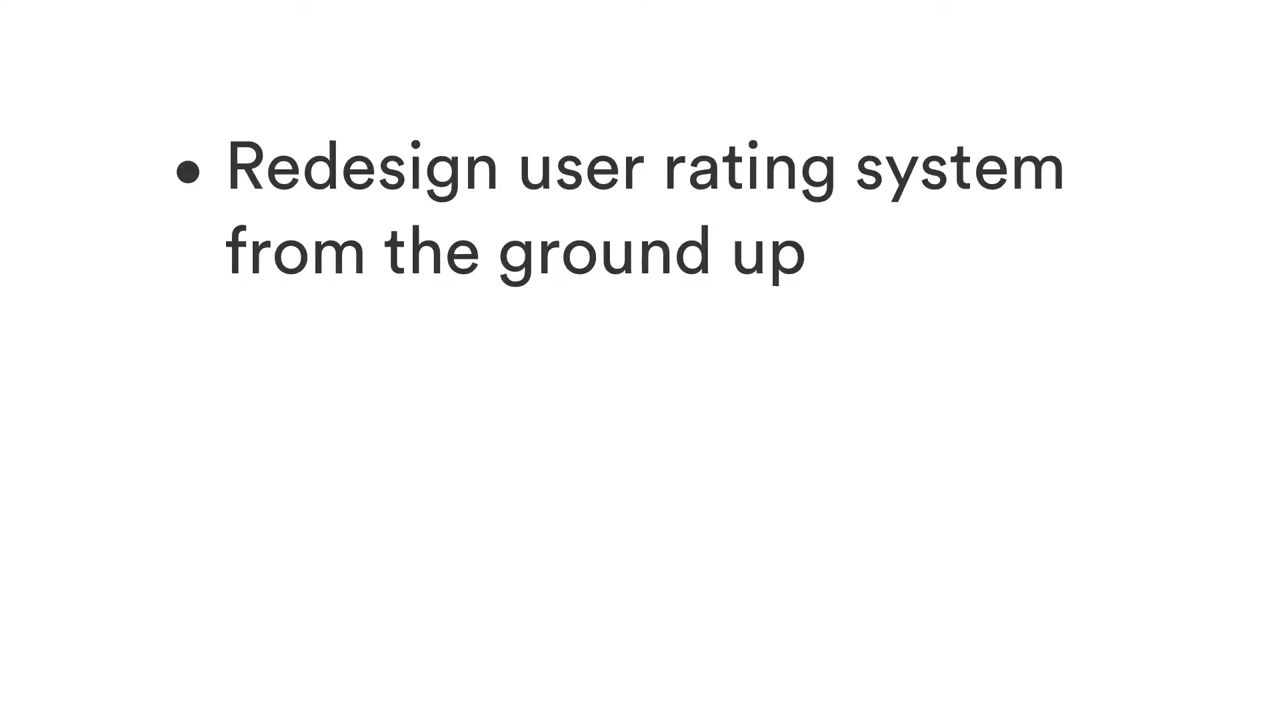 • Redesign user rating system
from the ground up